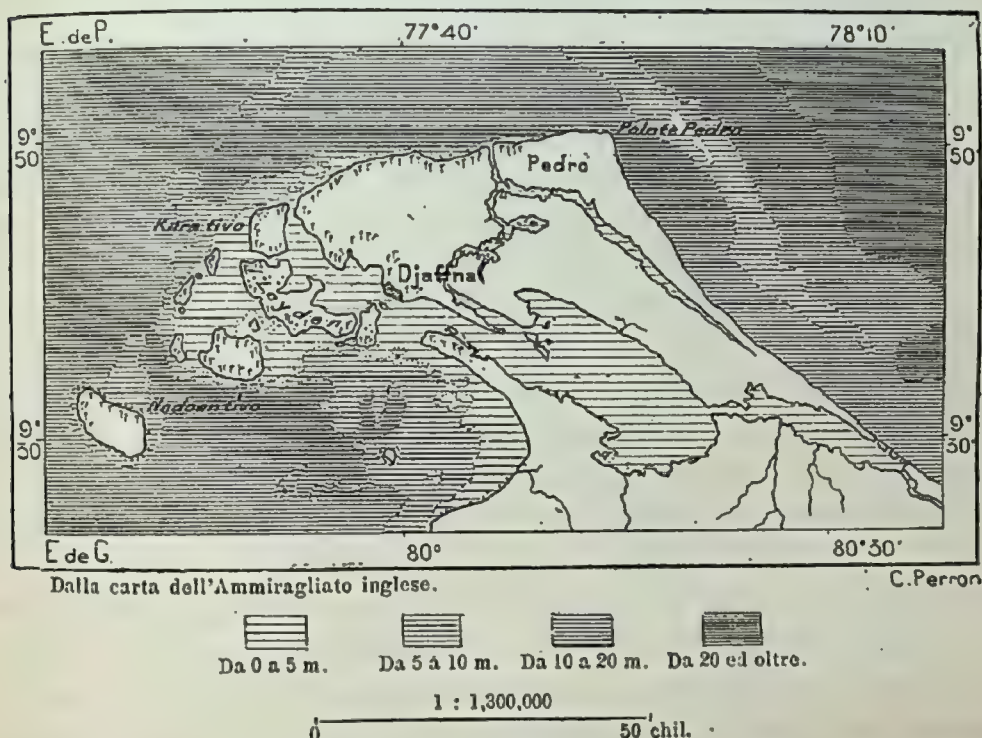 E. de P. 77°40' 78°10'
Pointe Pedro
9° 50' 9° 50'
Pedro
Karativo
Djaffna
9° 30' 9° 30'
E de G. 80° 80°30'
Dalla carta dell'Ammiragliato inglese. C. Perron
Da 0 a 5 m. Da 5 à 10 m. Da 10 a 20 m. Da 20 ed oltre.
1 : 1,300,000
0 50 chil.